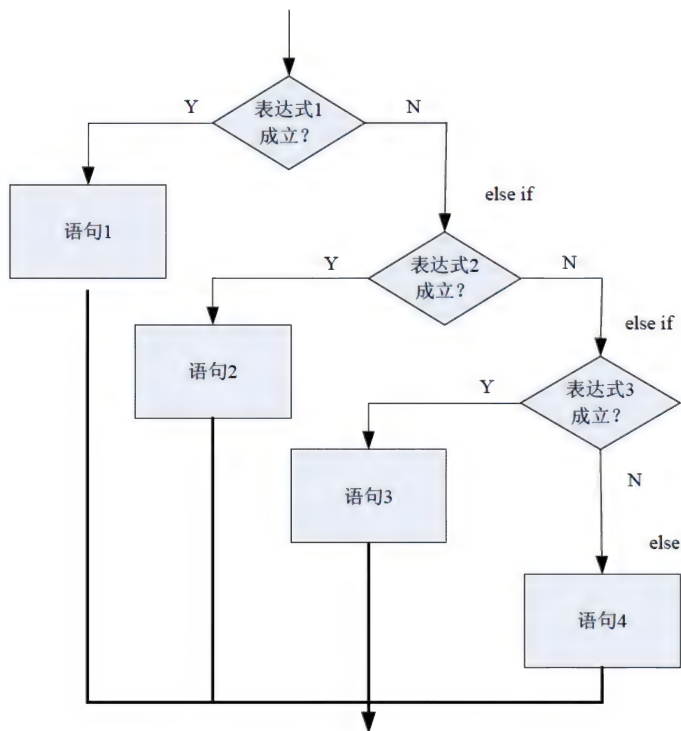 表达式1
成立？
Y
N
语句1
else if
表达式2
成立？
Y
N
语句2
else if
表达式3
成立？
Y
语句3
N
else
语句4